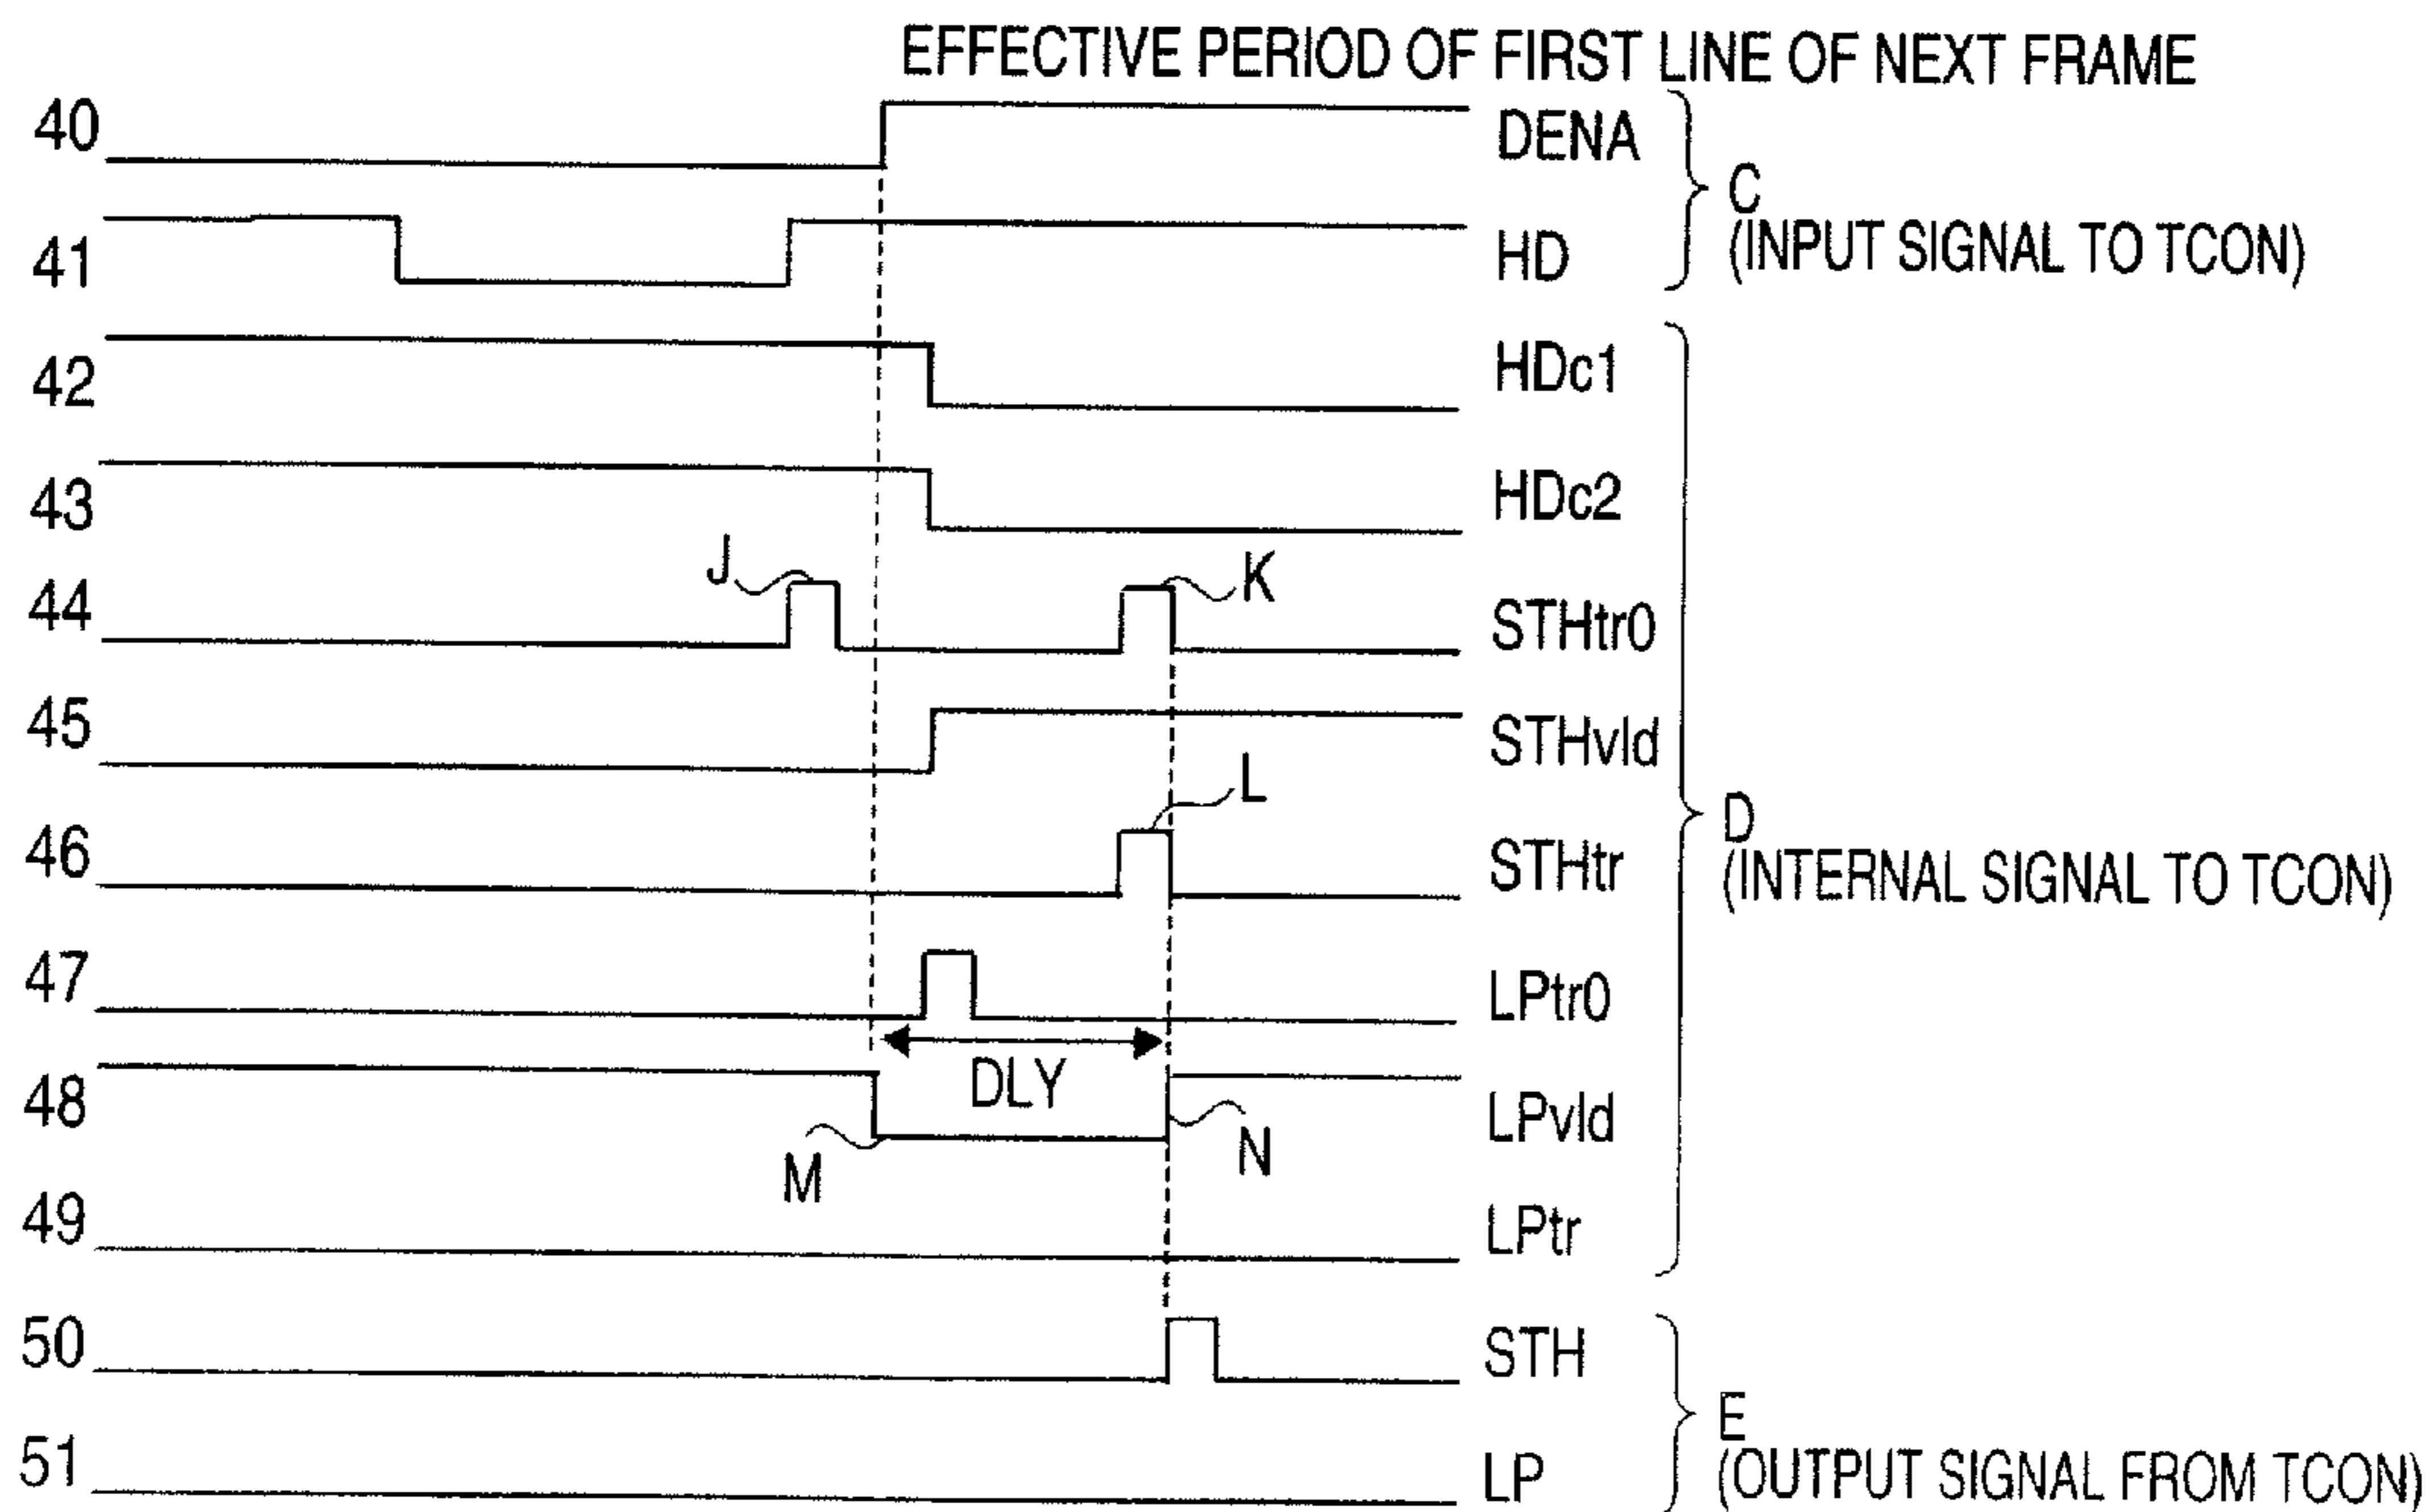 EFFECTIVE PERIOD OF FIRST LINE OF NEXT FRAME
40 DENA
41 HD
C
(INPUT SIGNAL TO TCON)
42 HDc1
43 HDc2
J K
44 STHtr0
45 STHvld
L
46 STHtr
D
(INTERNAL SIGNAL TO TCON)
47 LPtr0
DLY
48 LPvld
M N
49 LPtr
50 STH
E
(OUTPUT SIGNAL FROM TCON)
51 LP